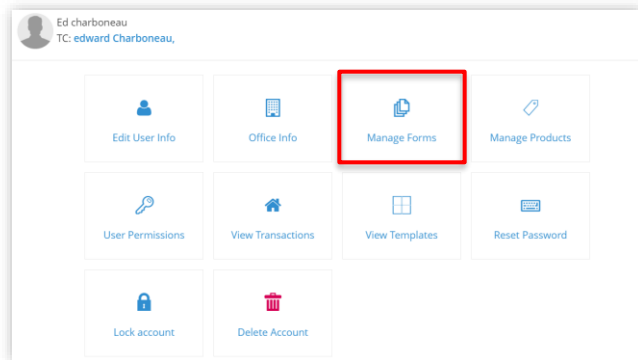 Ed charboneau
TC: edward Charboneau,
Edit User Info
Office Info
Manage Forms
Manage Products
User Permissions
View Transactions
View Templates
Reset Password
Lock account
Delete Account